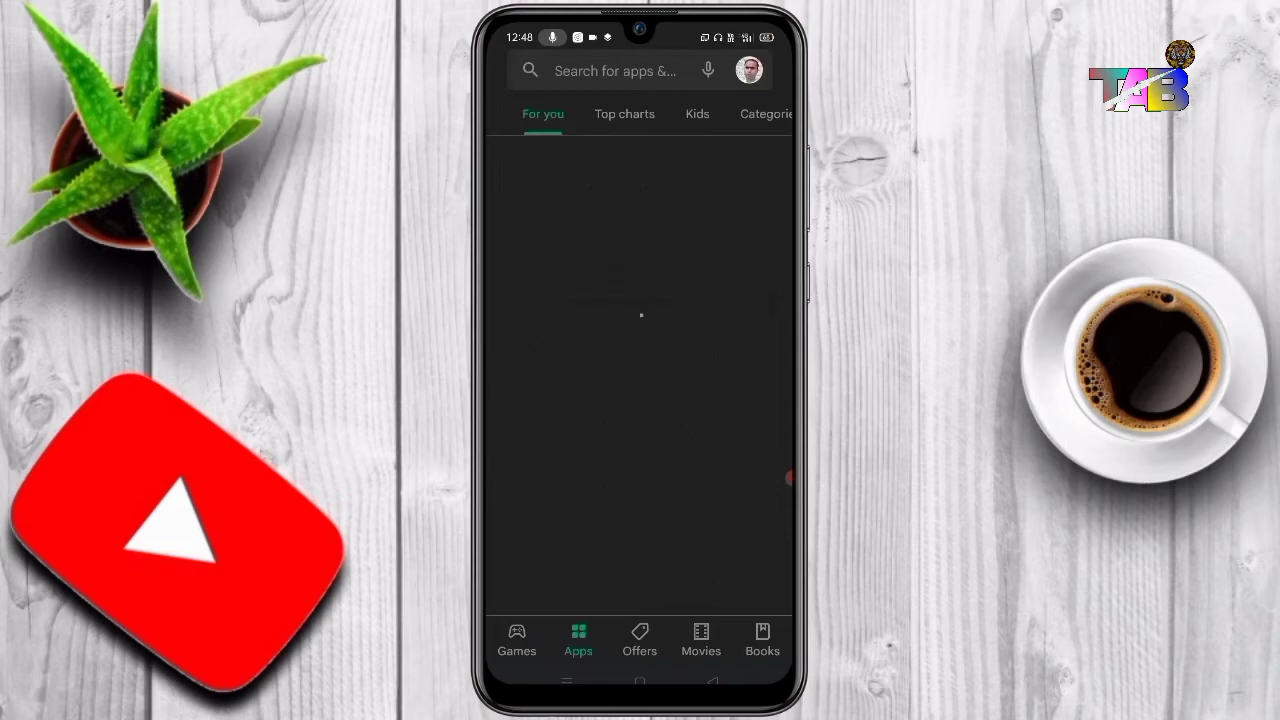 12:48
TAB
Search for apps &...
For you Top charts Kids Categorie
Games Apps Offers Movies Books